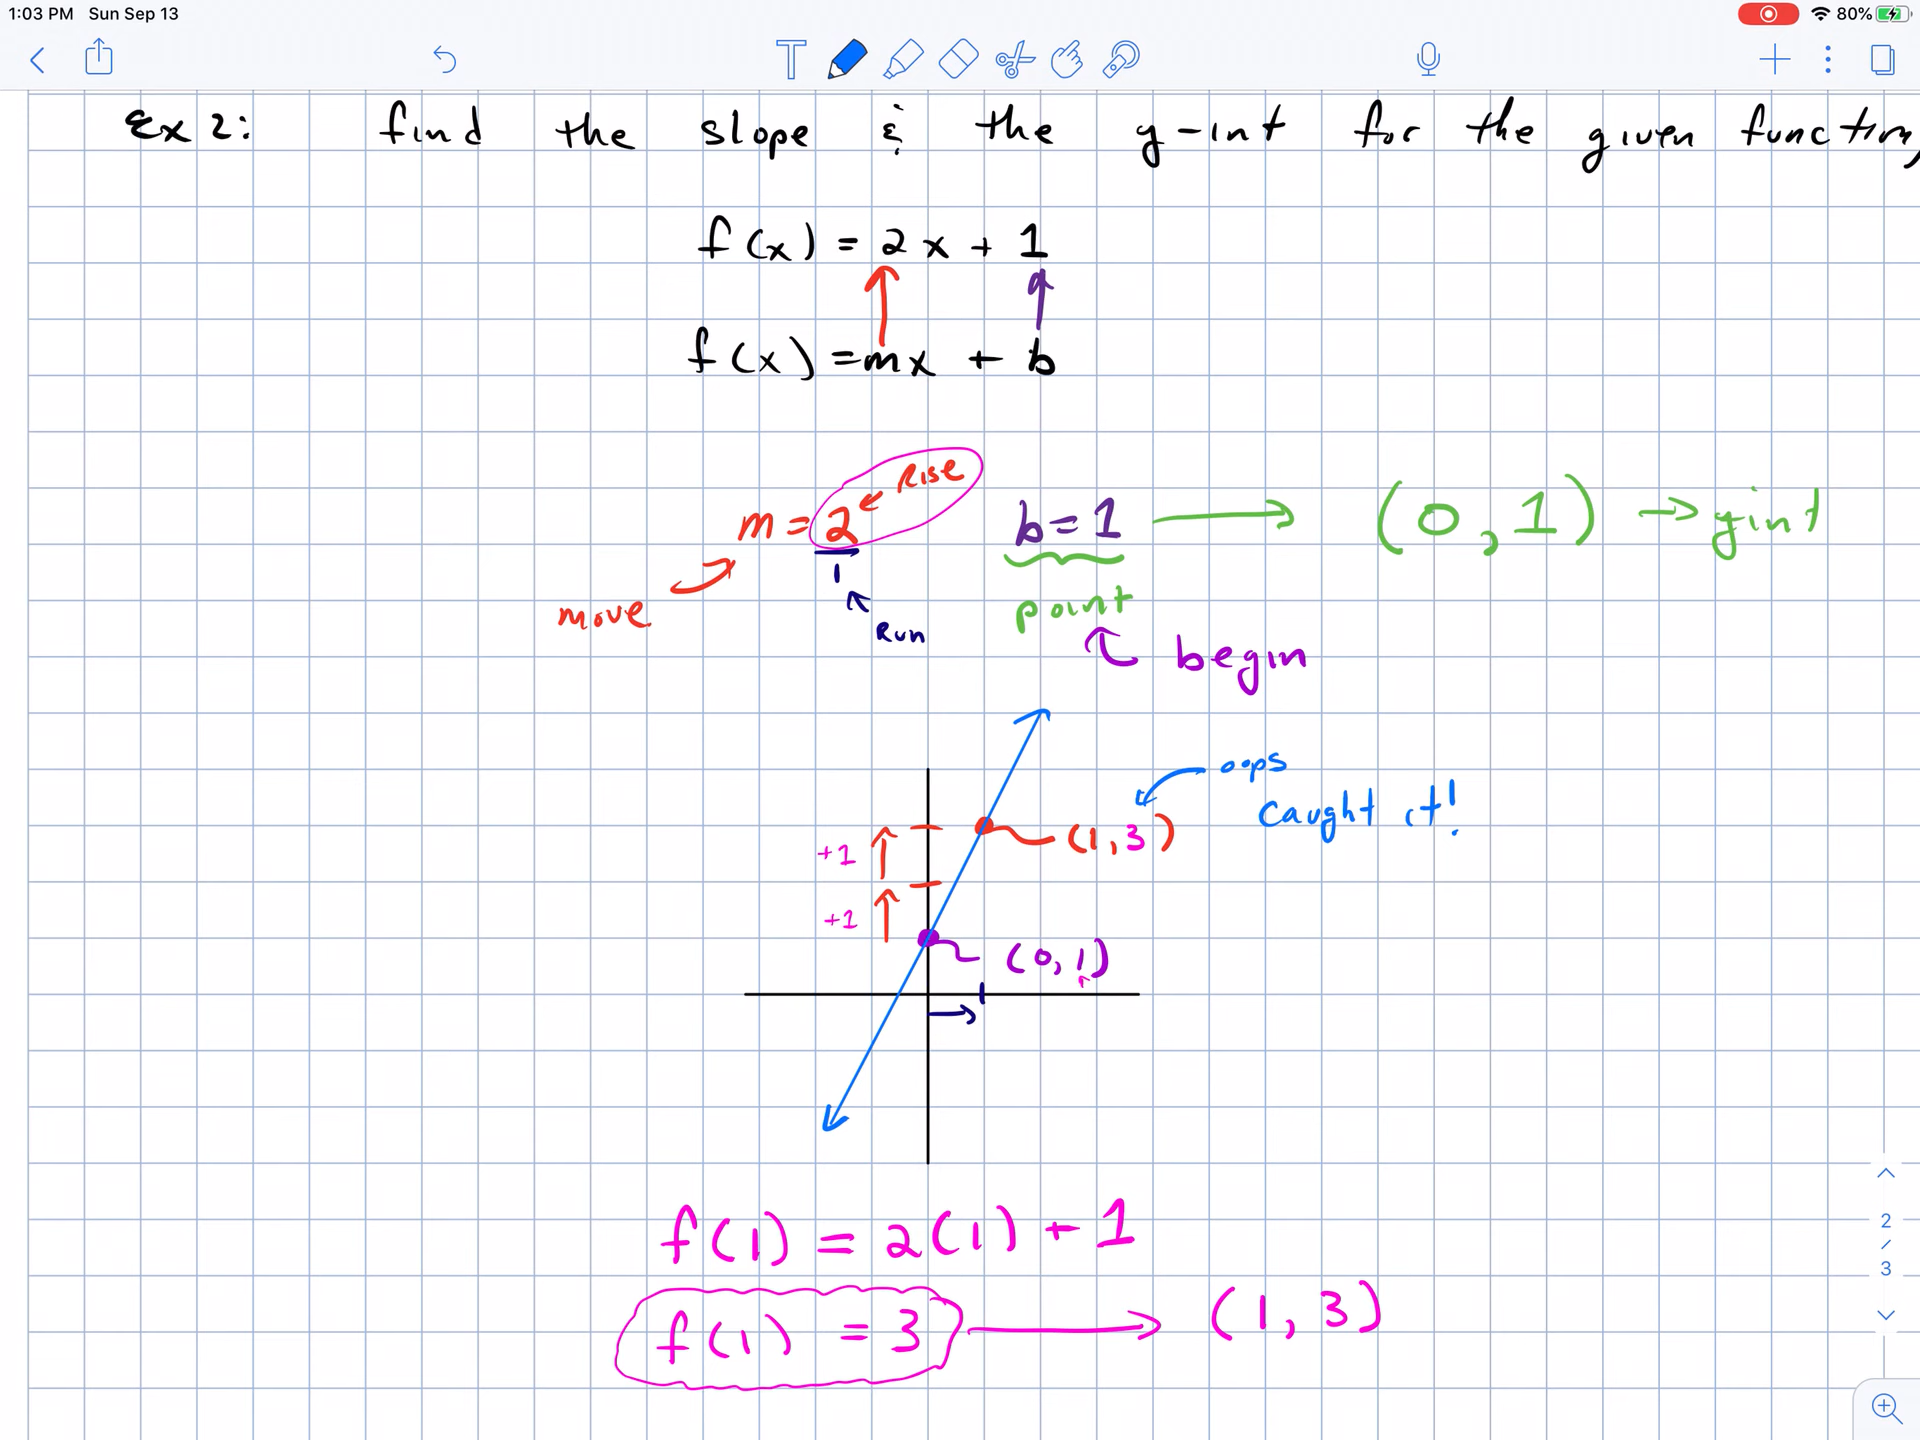 1:03 PM Sun Sep 13
80%
Ex 2: find the slope & the y-int for the given function,
f(x) = 2x + 1
f(x) = mx + b
m = 2 ← Rise
1
Run
move
b = 1 → (0, 1) → yint
point
begin
oops
caught it!
+1
(1, 3)
+1
(0, 1)
f(1) = 2(1) + 1
f(1) = 3 → (1, 3)
2
/
3